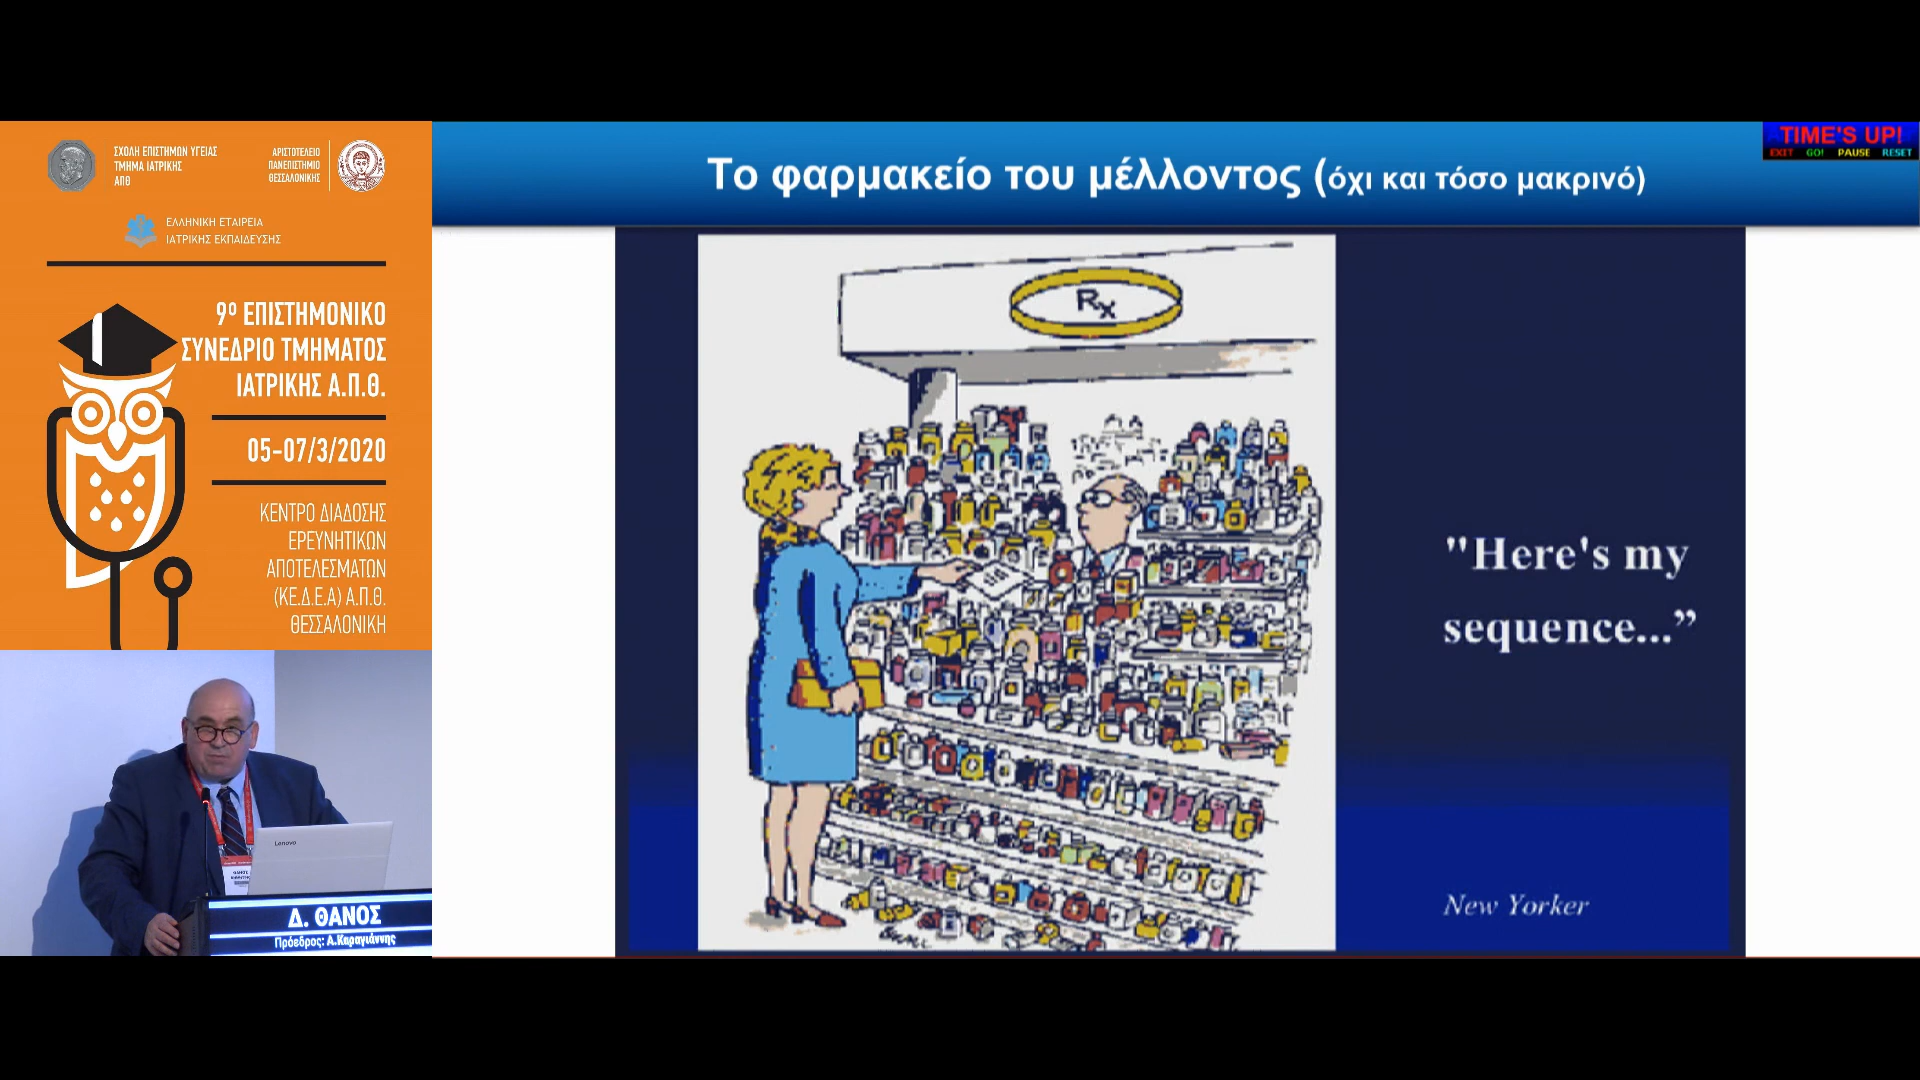 ΣΧΟΛΗ ΕΠΙΣΤΗΜΩΝ ΥΓΕΙΑΣ
ΤΜΗΜΑ ΙΑΤΡΙΚΗΣ
ΑΠΘ
ΑΡΙΣΤΟΤΕΛΕΙΟ
ΠΑΝΕΠΙΣΤΗΜΙΟ
ΘΕΣΣΑΛΟΝΙΚΗΣ
ΕΛΛΗΝΙΚΗ ΕΤΑΙΡΕΙΑ
ΙΑΤΡΙΚΗΣ ΕΚΠΑΙΔΕΥΣΗΣ
9º ΕΠΙΣΤΗΜΟΝΙΚΟ
ΣΥΝΕΔΡΙΟ ΤΜΗΜΑΤΟΣ
ΙΑΤΡΙΚΗΣ Α.Π.Θ.
05-07/3/2020
ΚΕΝΤΡΟ ΔΙΑΔΟΣΗΣ
ΕΡΕΥΝΗΤΙΚΩΝ
ΑΠΟΤΕΛΕΣΜΑΤΩΝ
(ΚΕ.Δ.Ε.Α) Α.Π.Θ.
ΘΕΣΣΑΛΟΝΙΚΗ
Lenovo
Δ. ΘΑΝΟΣ
Πρόεδρος: Α.Καραγιάννης
Το φαρμακείο του μέλλοντος (όχι και τόσο μακρινό)
TIME'S UP!
EXIT GO! PAUSE RESET
Rx
"Here's my
sequence...”
New Yorker